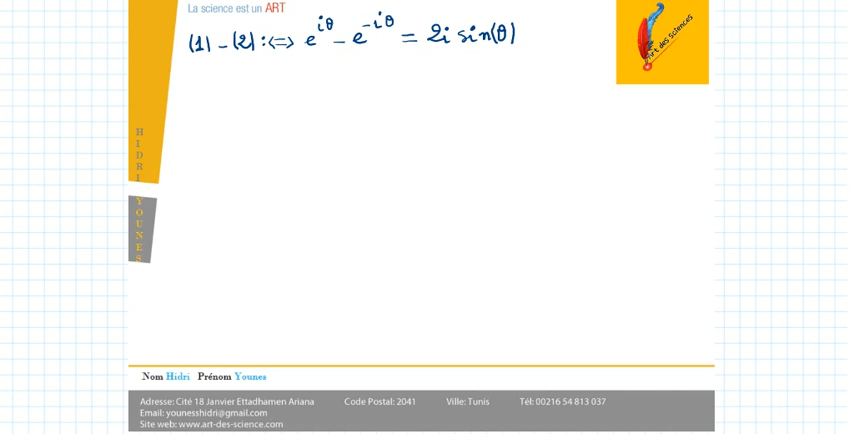 La science est un ART
(1) - (2) : <=> e^{iθ} - e^{-iθ} = 2i sin(θ)
Art des Sciences
HIDRI YOUNES
Nom Hidri Prénom Younes
Adresse: Cité 18 Janvier Ettadhamen Ariana Code Postal: 2041 Ville: Tunis Tél: 00216 54 813 037
Email: younesshidri@gmail.com
Site web: www.art-des-science.com